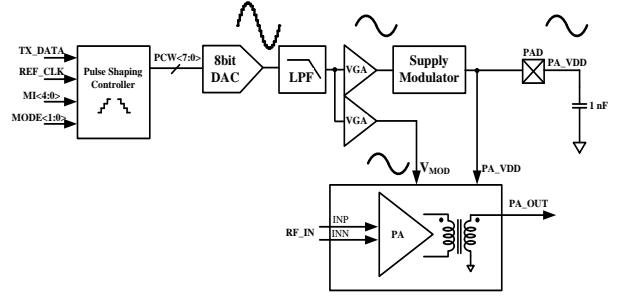 TX_DATA
REF_CLK
MI<4:0>
MODE<1:0>
Pulse Shaping
Controller
PCW<7:0>
8bit
DAC
LPF
VGA
VGA
Supply
Modulator
PAD
PA_VDD
1 nF
VMOD
PA_VDD
RF_IN
INP
INN
PA
PA_OUT